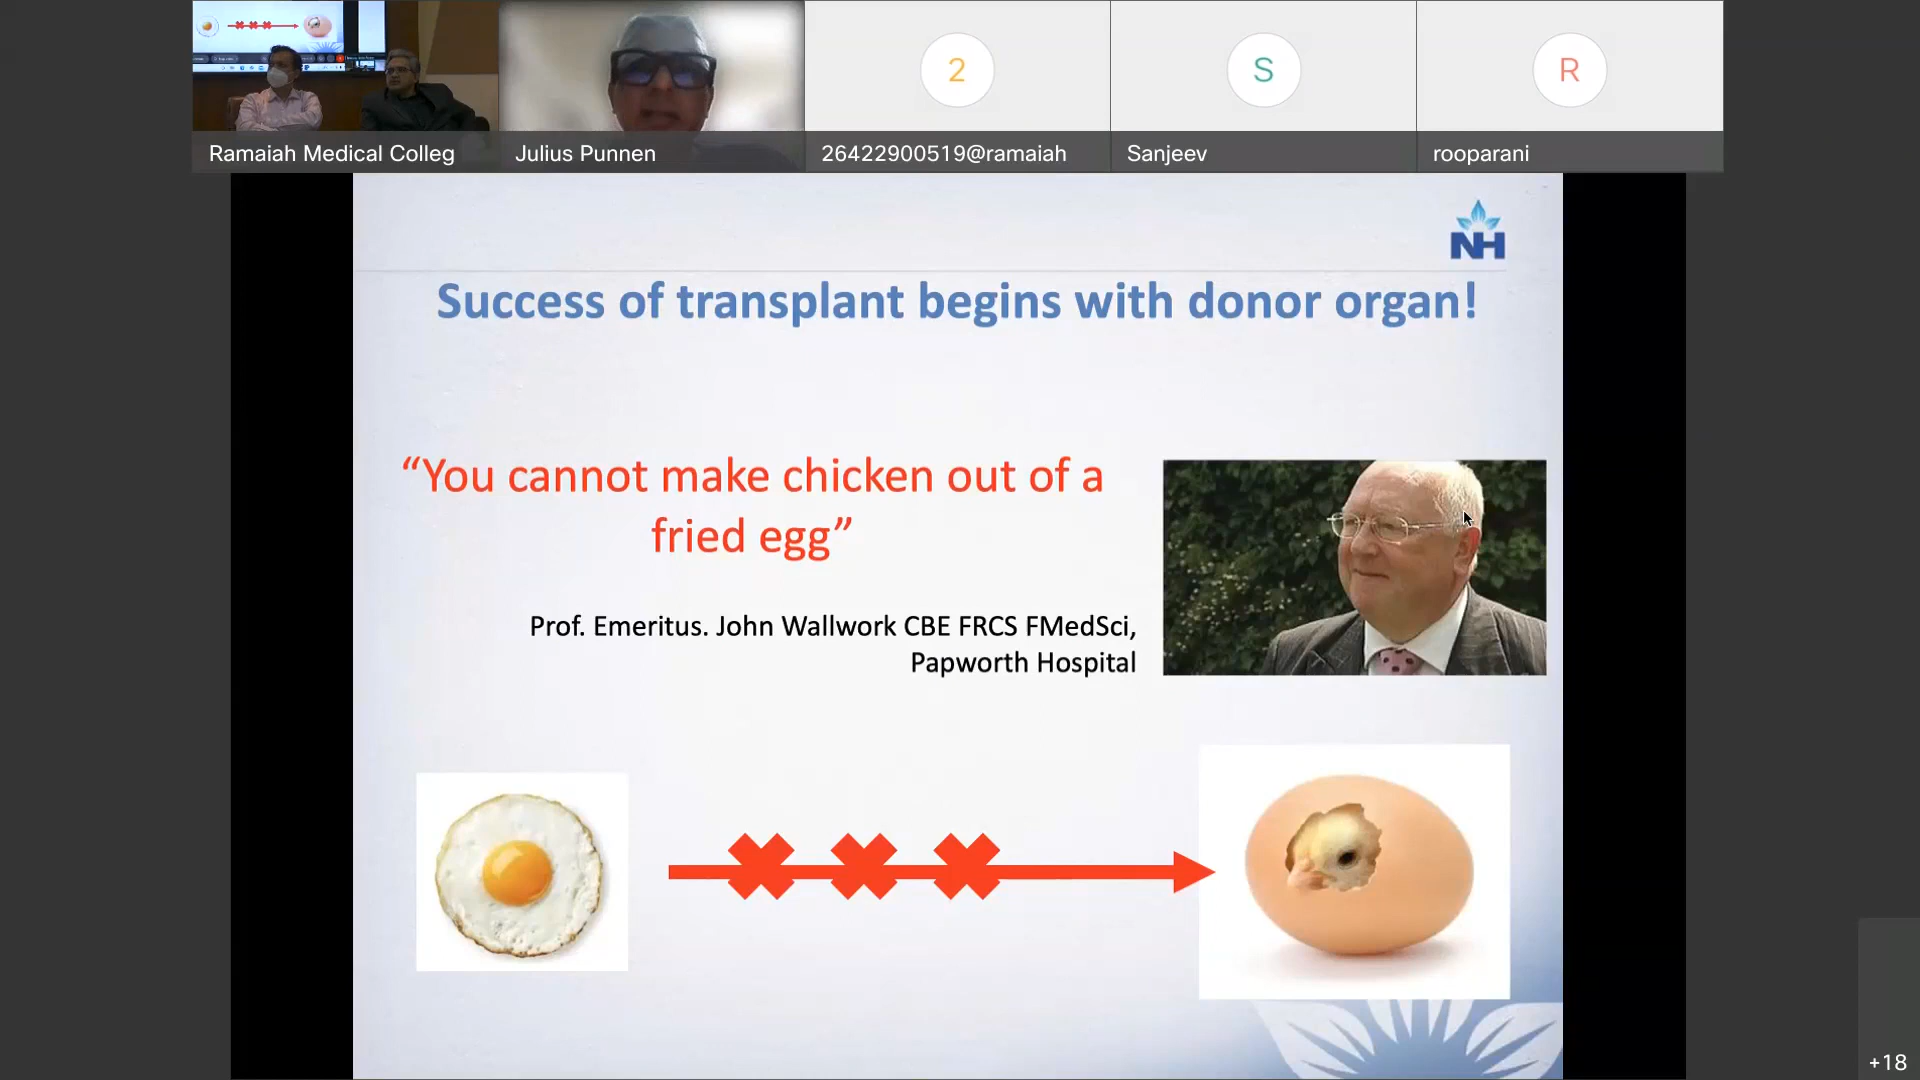 Ramaiah Medical Colleg
Julius Punnen
2
26422900519@ramaiah
S
Sanjeev
R
rooparani
NH
Success of transplant begins with donor organ!
“You cannot make chicken out of a
fried egg”
Prof. Emeritus. John Wallwork CBE FRCS FMedSci,
Papworth Hospital
+18